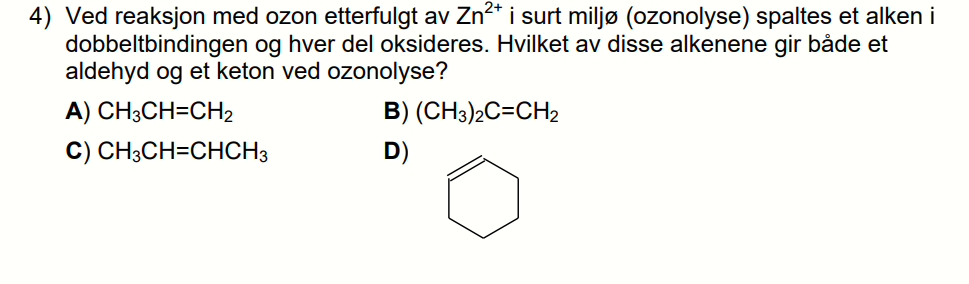 4) Ved reaksjon med ozon etterfulgt av Zn²⁺ i surt miljø (ozonolyse) spaltes et alken i
dobbeltbindingen og hver del oksideres. Hvilket av disse alkenene gir både et
aldehyd og et keton ved ozonolyse?
A) CH₃CH=CH₂ B) (CH₃)₂C=CH₂
C) CH₃CH=CHCH₃ D)